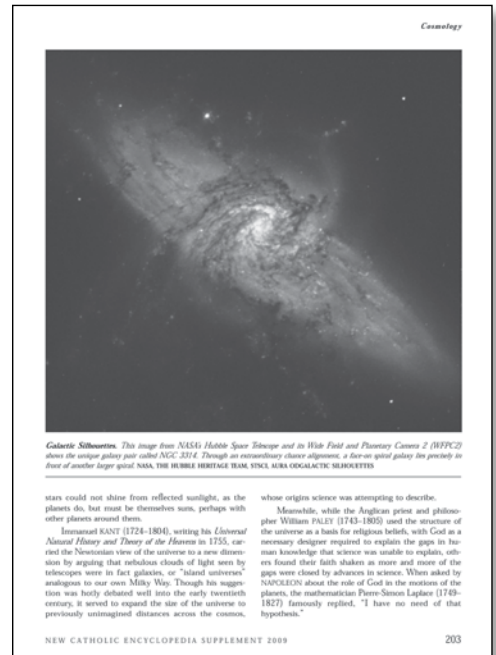 Cosmology
Galactic Silhouettes. This image from NASA's Hubble Space Telescope and its Wide Field and Planetary Camera 2 (WFPC2)
shows the unique galaxy pair called NGC 3314. Through an extraordinary chance alignment, a face-on spiral galaxy lies precisely in
front of another larger spiral. NASA, THE HUBBLE HERITAGE TEAM, STSCI, AURA ODGALACTIC SILHOUETTES
stars could not shine from reflected sunlight, as the
planets do, but must be themselves suns, perhaps with
other planets around them.
Immanuel KANT (1724–1804), writing his Universal
Natural History and Theory of the Heavens in 1755, car-
ried the Newtonian view of the universe to a new dimen-
sion by arguing that nebulous clouds of light seen by
telescopes were in fact galaxies, or "island universes"
analogous to our own Milky Way. Though his sugges-
tion was hotly debated well into the early twentieth
century, it served to expand the size of the universe to
previously unimagined distances across the cosmos,
whose origins science was attempting to describe.
Meanwhile, while the Anglican priest and philoso-
pher William PALEY (1743–1805) used the structure of
the universe as a basis for religious beliefs, with God as a
necessary designer required to explain the gaps in hu-
man knowledge that science was unable to explain, oth-
ers found their faith shaken as more and more of the
gaps were closed by advances in science. When asked by
NAPOLEON about the role of God in the motions of the
planets, the mathematician Pierre-Simon Laplace (1749–
1827) famously replied, "I have no need of that
hypothesis."
NEW CATHOLIC ENCYCLOPEDIA SUPPLEMENT 2009
203